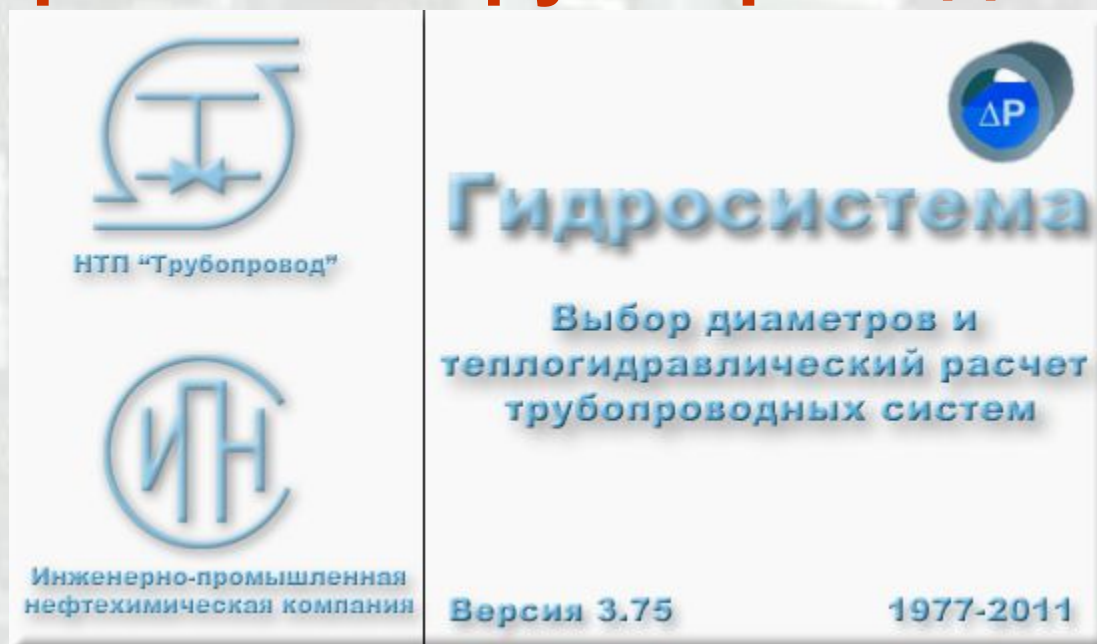 НТП “Трубопровод”
Инженерно-промышленная
нефтехимическая компания
ИПН
ΔP
Гидросистема
Выбор диаметров и
теплогидравлический расчет
трубопроводных систем
Версия 3.75
1977-2011